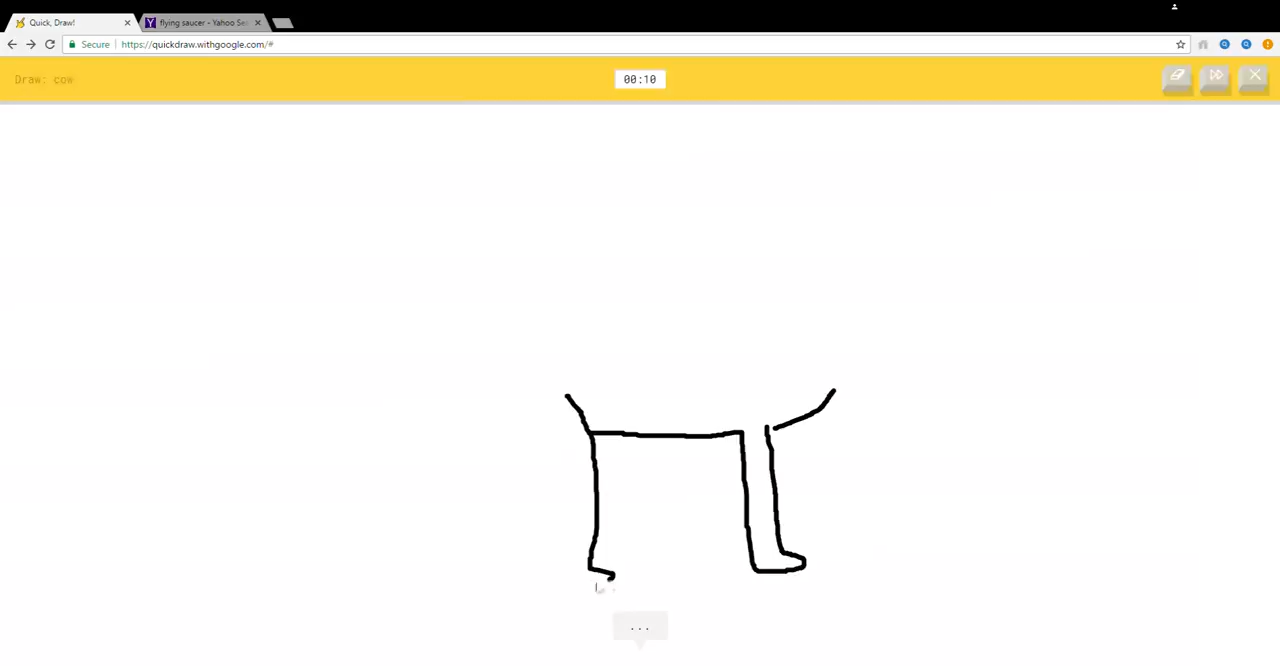 Quick, Draw!
flying saucer - Yahoo Se
Secure
https://quickdraw.withgoogle.com/#
Draw: cow
00:10
...